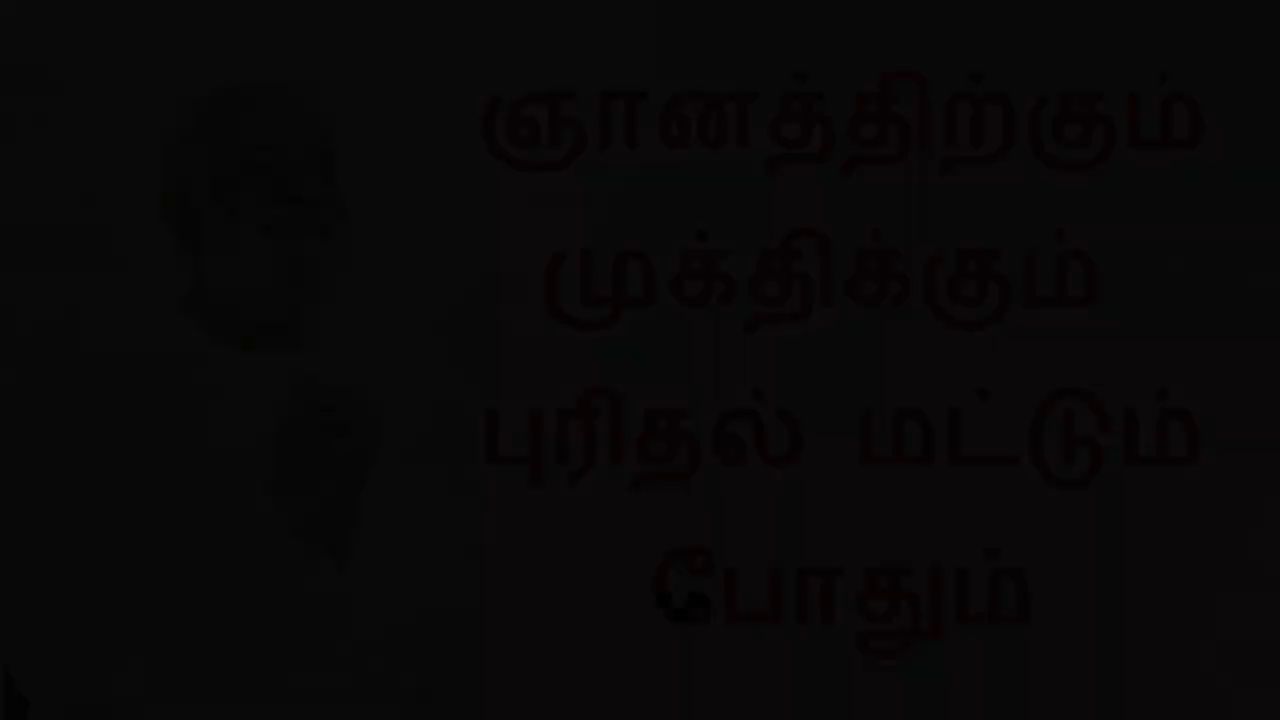 ஞானத்திற்கும்
முக்திக்கும்
புரிதல் மட்டும்
போதும்